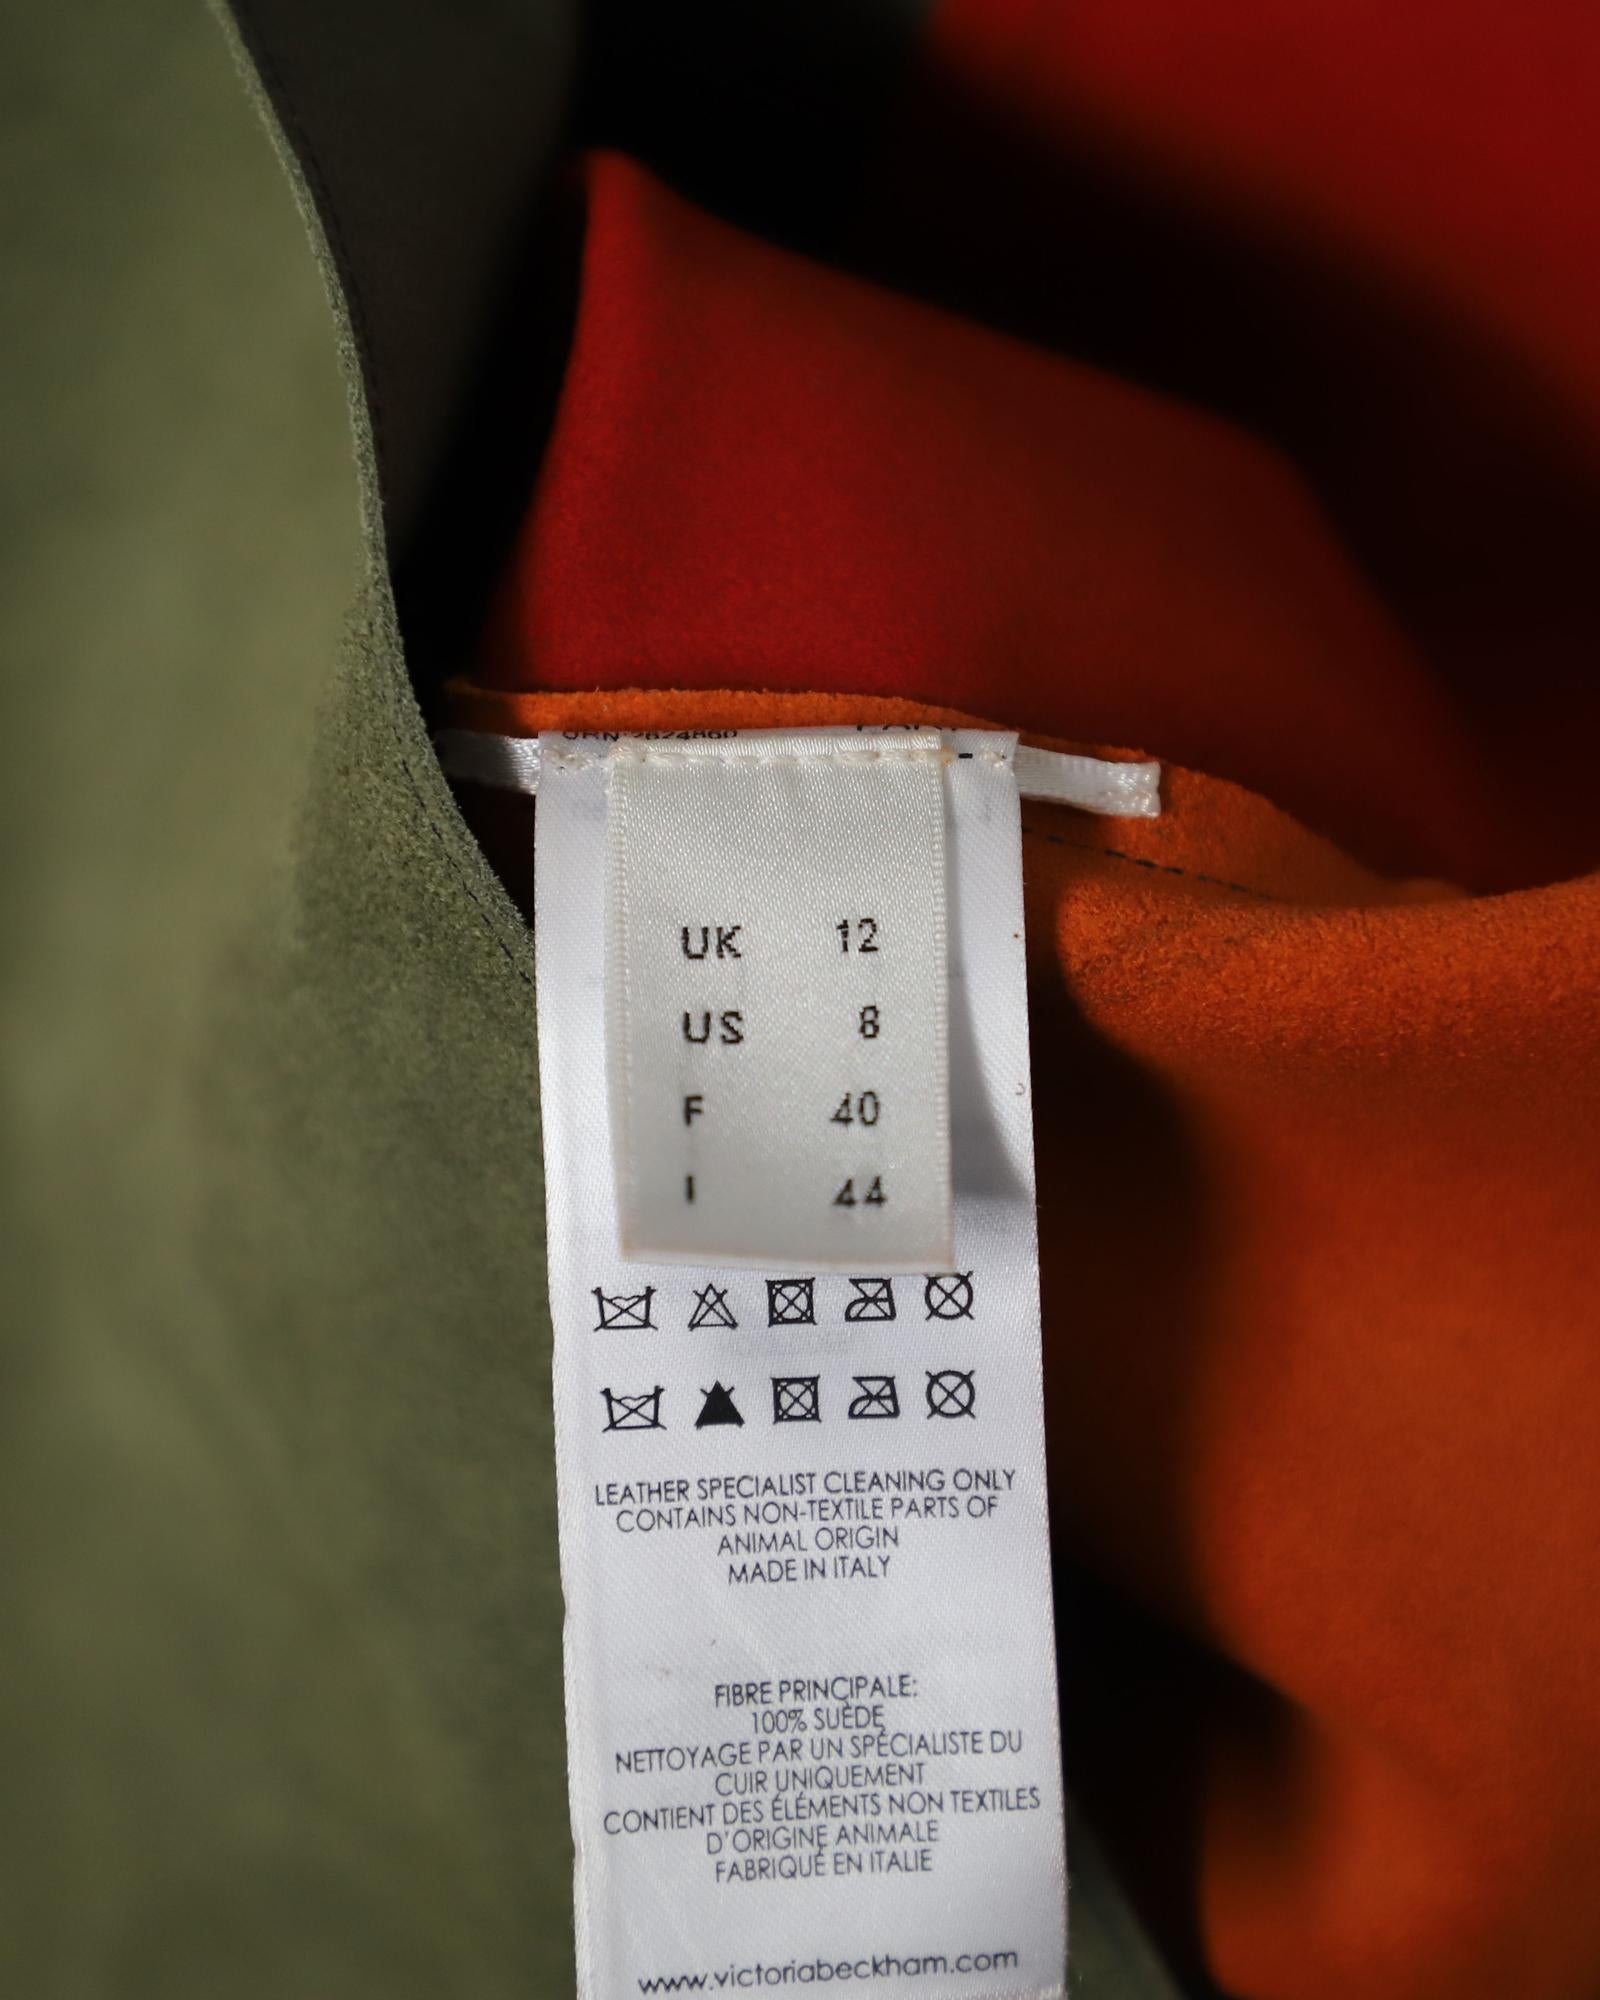 UK 12
US 8
F 40
I 44
LEATHER SPECIALIST CLEANING ONLY
CONTAINS NON-TEXTILE PARTS OF
ANIMAL ORIGIN
MADE IN ITALY
FIBRE PRINCIPALE:
100% SUÈDE
NETTOYAGE PAR UN SPÉCIALISTE DU
CUIR UNIQUEMENT
CONTIENT DES ÉLÉMENTS NON TEXTILES
D'ORIGINE ANIMALE
FABRIQUÉ EN ITALIE
www.victoriabeckham.com